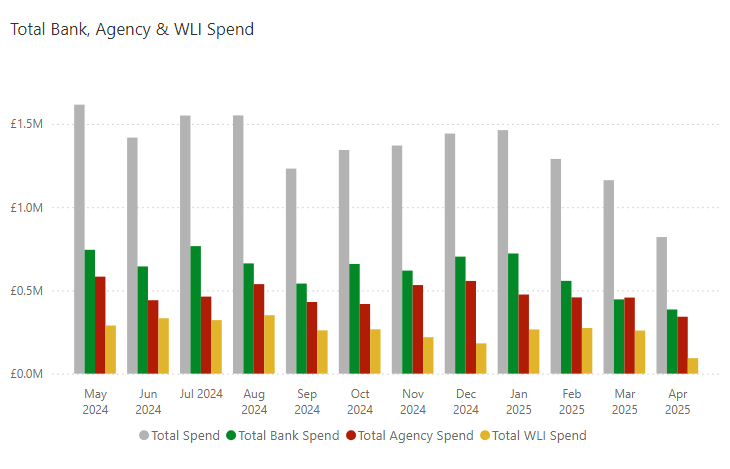 Total Bank, Agency & WLI Spend
£1.5M
£1.0M
£0.5M
£0.0M
May
2024
Jun
2024
Jul 2024
Aug
2024
Sep
2024
Oct
2024
Nov
2024
Dec
2024
Jan
2025
Feb
2025
Mar
2025
Apr
2025
Total Spend Total Bank Spend Total Agency Spend Total WLI Spend